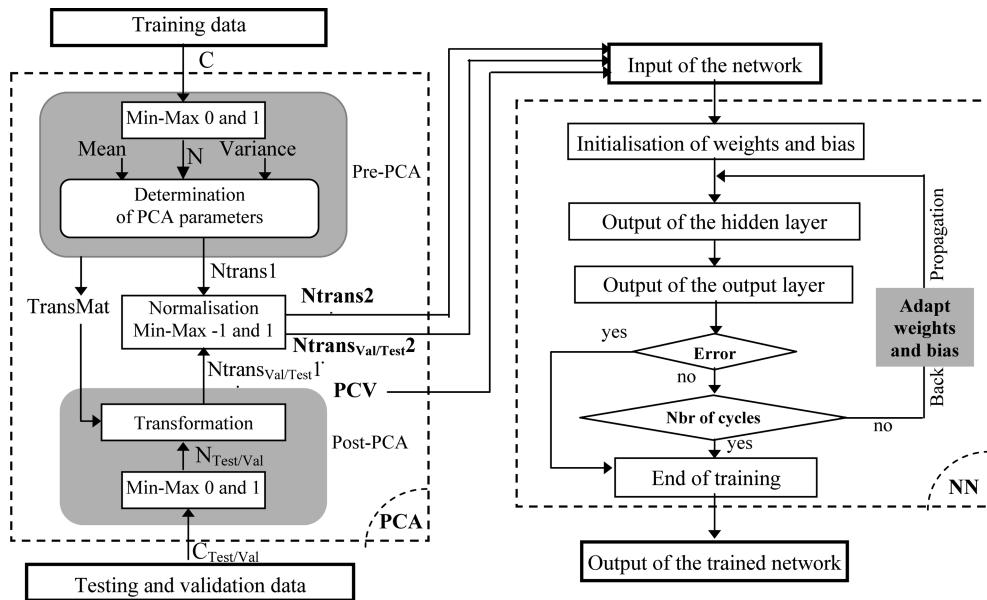 Training data
C
Min-Max 0 and 1
Mean
N
Variance
Pre-PCA
Determination
of PCA parameters
Ntrans1
TransMat
Normalisation
Min-Max -1 and 1
Ntrans2
NtransVal/Test2
NtransVal/Test1
PCV
Transformation
Post-PCA
NTest/Val
Min-Max 0 and 1
PCA
CTest/Val
Testing and validation data
Input of the network
Initialisation of weights and bias
Output of the hidden layer
Output of the output layer
yes
Error
no
Nbr of cycles
no
yes
End of training
Back
Propagation
Adapt
weights
and bias
NN
Output of the trained network